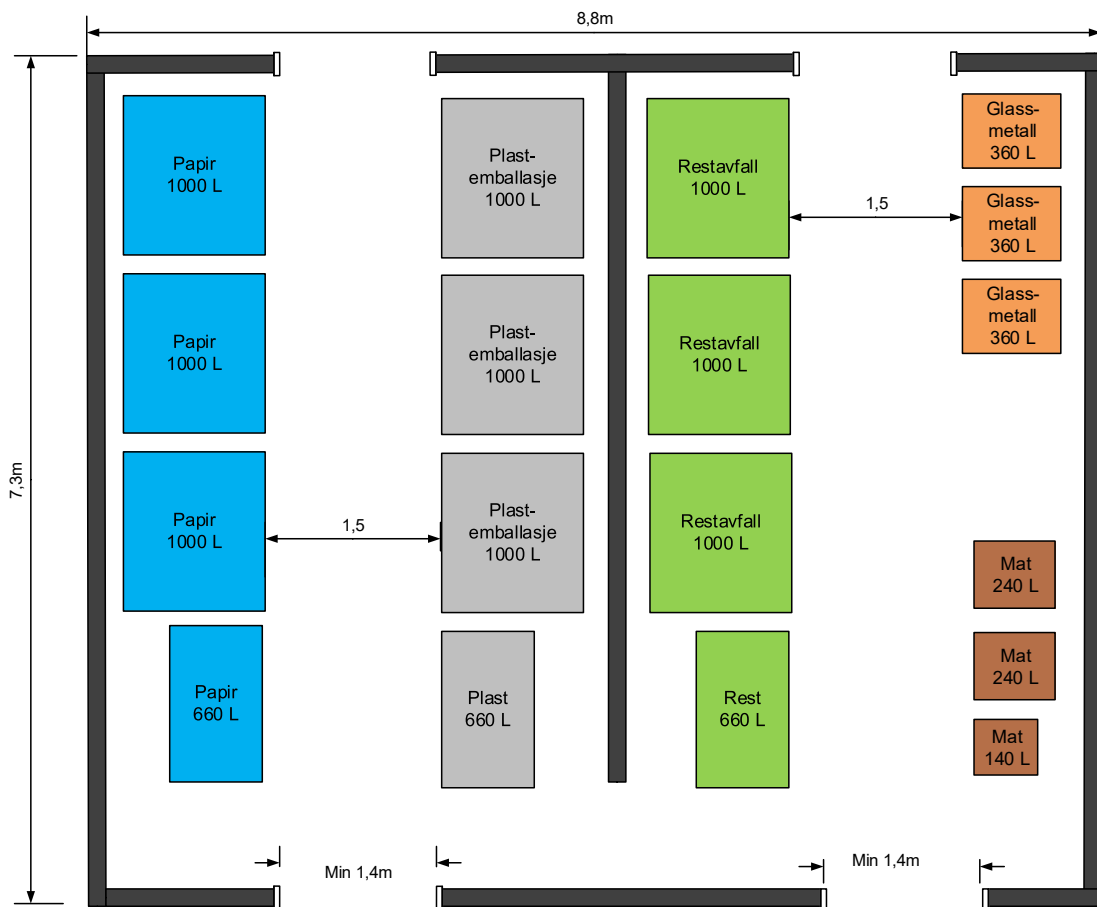 8,8m
7,3m
Papir
1000 L
Plast-
emballasje
1000 L
Restavfall
1000 L
Glass-
metall
360 L
1,5
Glass-
metall
360 L
Papir
1000 L
Plast-
emballasje
1000 L
Restavfall
1000 L
Glass-
metall
360 L
Papir
1000 L
1,5
Plast-
emballasje
1000 L
Restavfall
1000 L
Mat
240 L
Papir
660 L
Plast
660 L
Rest
660 L
Mat
240 L
Mat
140 L
Min 1,4m
Min 1,4m